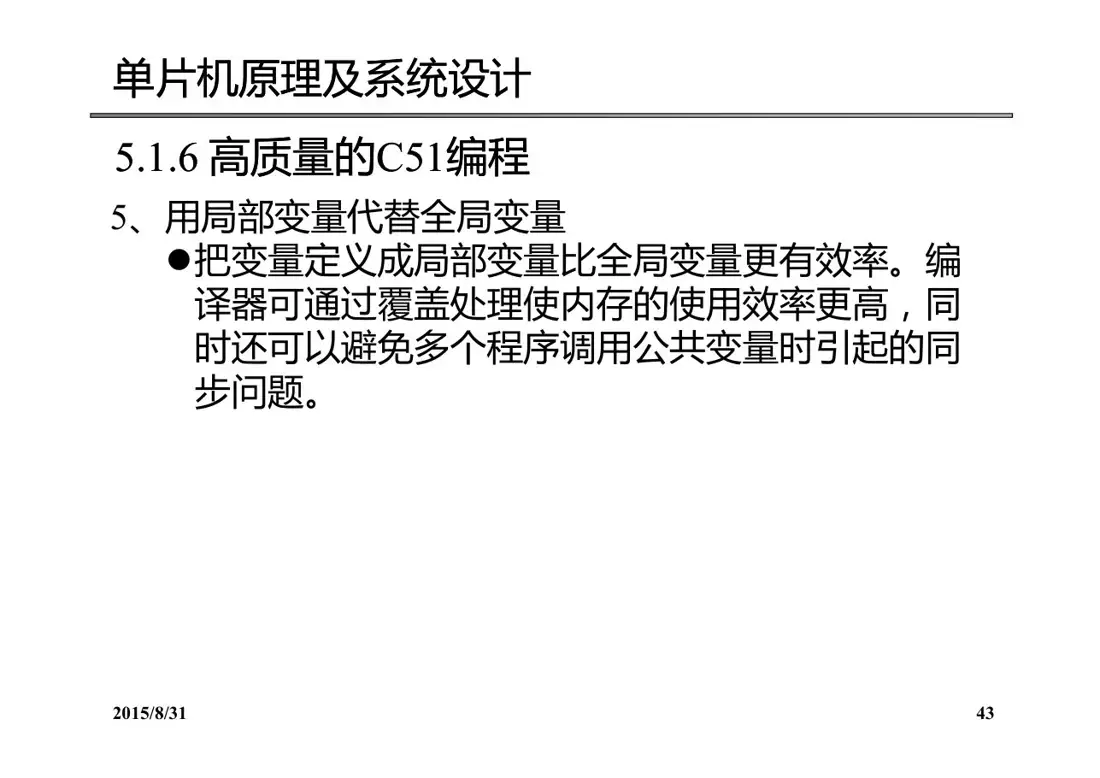 单片机原理及系统设计
5.1.6 高质量的C51编程
5、用局部变量代替全局变量
●把变量定义成局部变量比全局变量更有效率。编
译器可通过覆盖处理使内存的使用效率更高，同
时还可以避免多个程序调用公共变量时引起的同
步问题。
2015/8/31
43